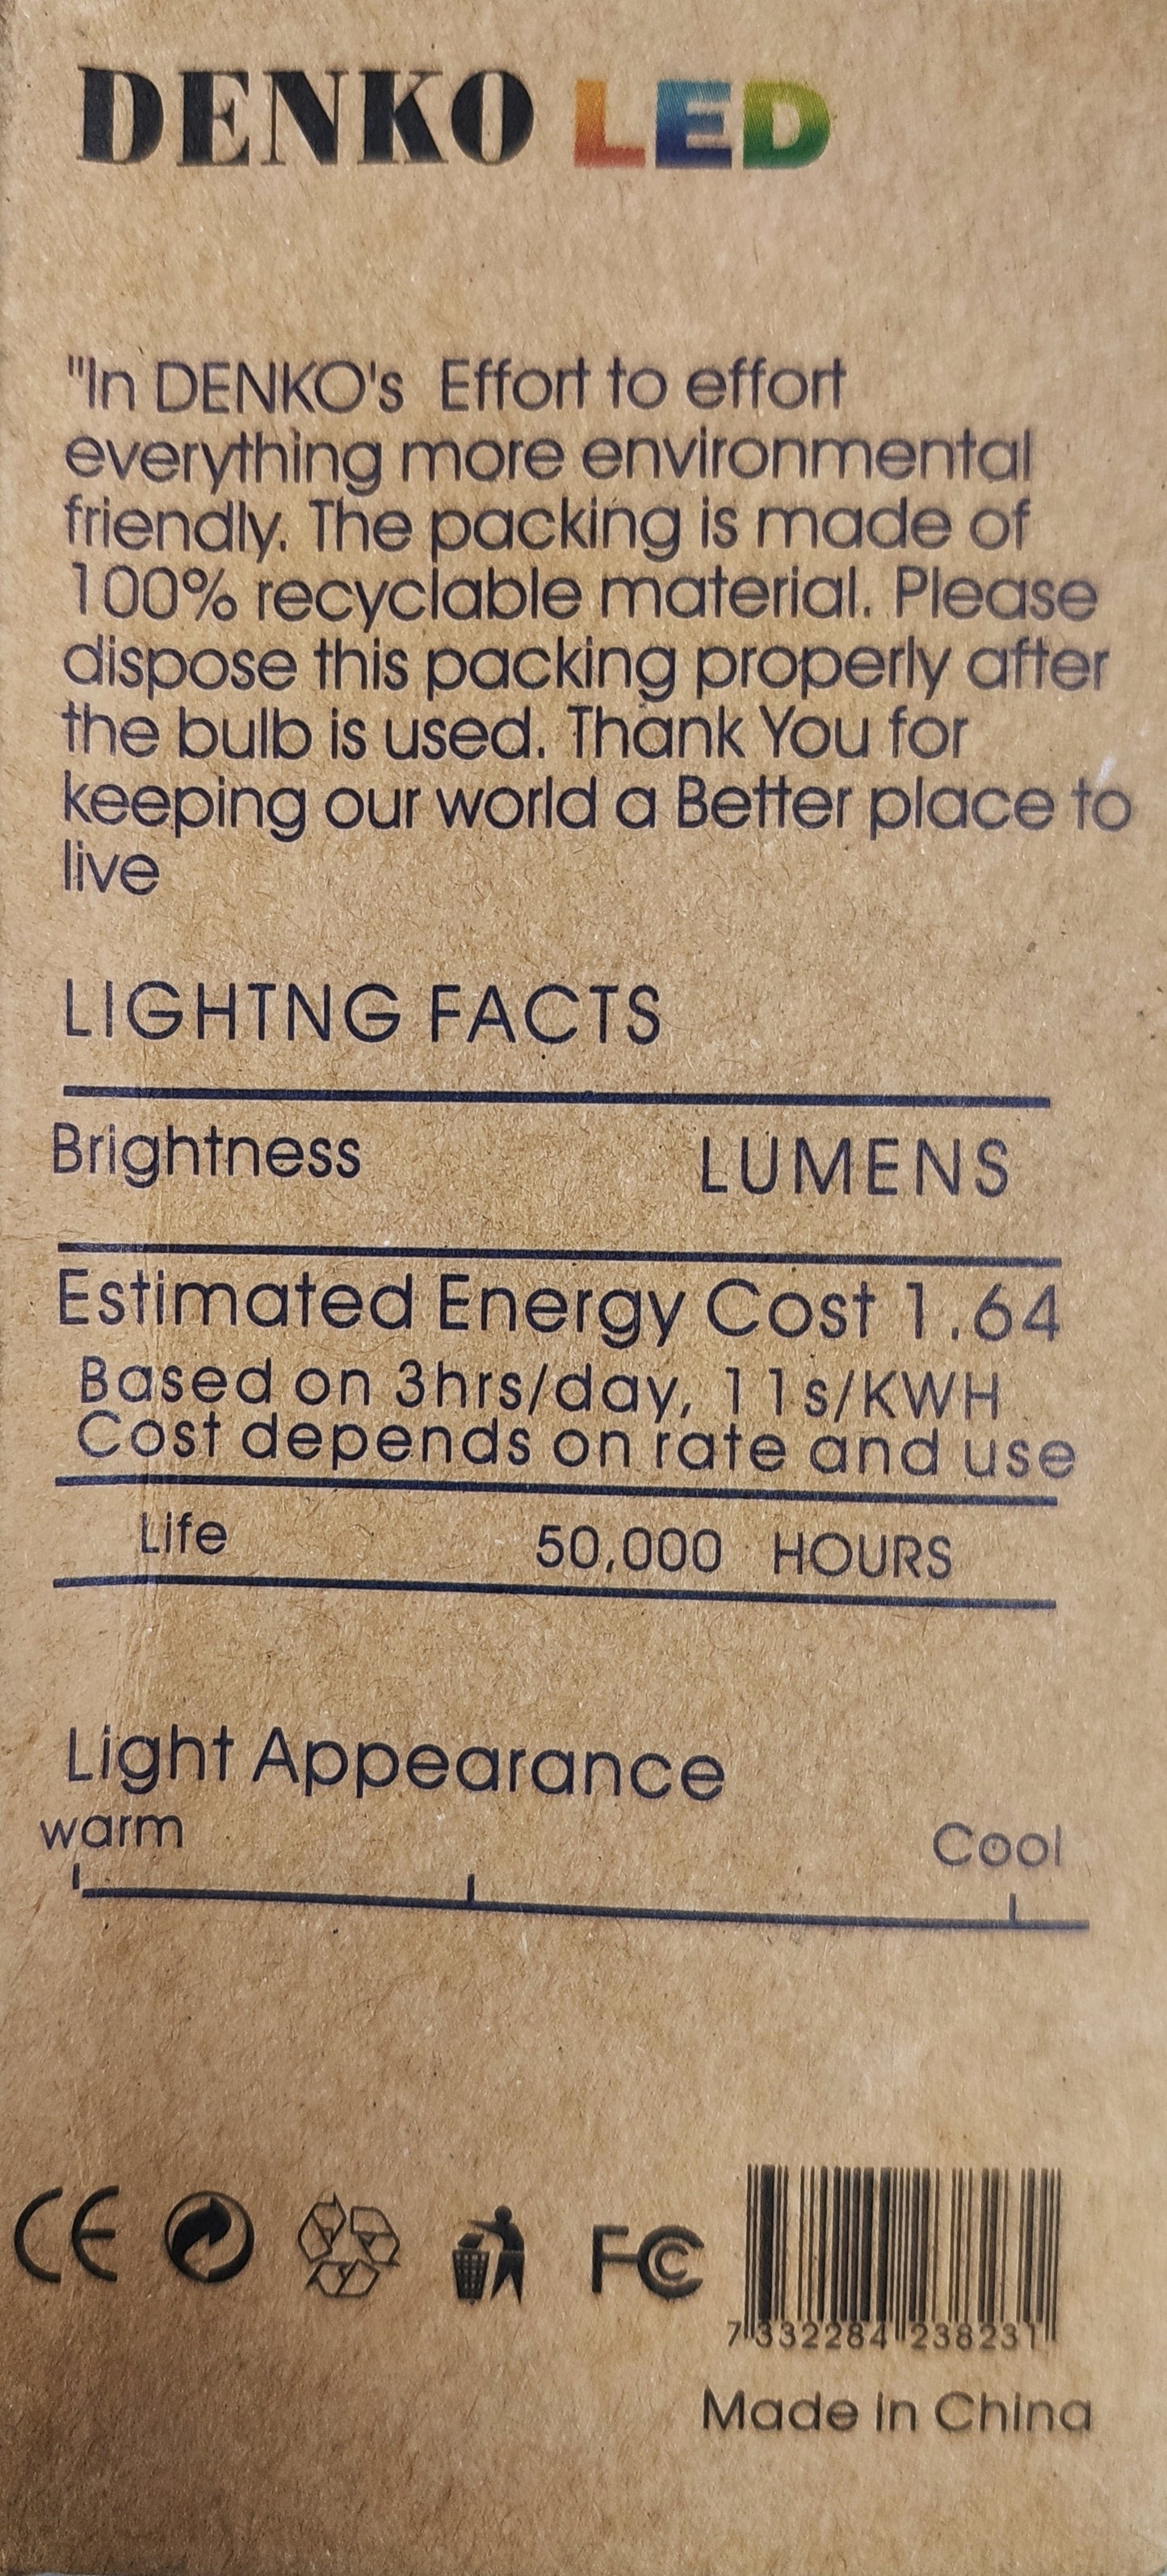 DENKO LED
"In DENKO's Effort to effort
everything more environmental
friendly. The packing is made of
100% recyclable material. Please
dispose this packing properly after
the bulb is used. Thank You for
keeping our world a Better place to
live
LIGHTNG FACTS
Brightness LUMENS
Estimated Energy Cost 1.64
Based on 3hrs/day, 11s/KWH
Cost depends on rate and use
Life 50,000 HOURS
Light Appearance
warm Cool
CE FC
7 332284 238231
Made in China